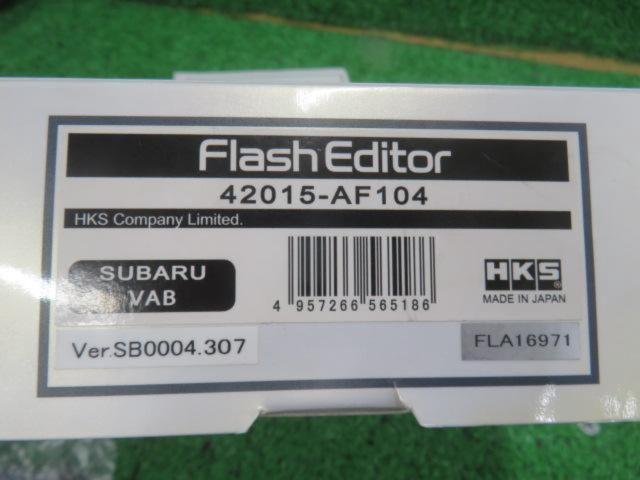 Flash Editor
42015-AF104
HKS Company Limited.
SUBARU
VAB
4 957266 565186
HKS®
MADE IN JAPAN
Ver.SB0004.307
FLA16971